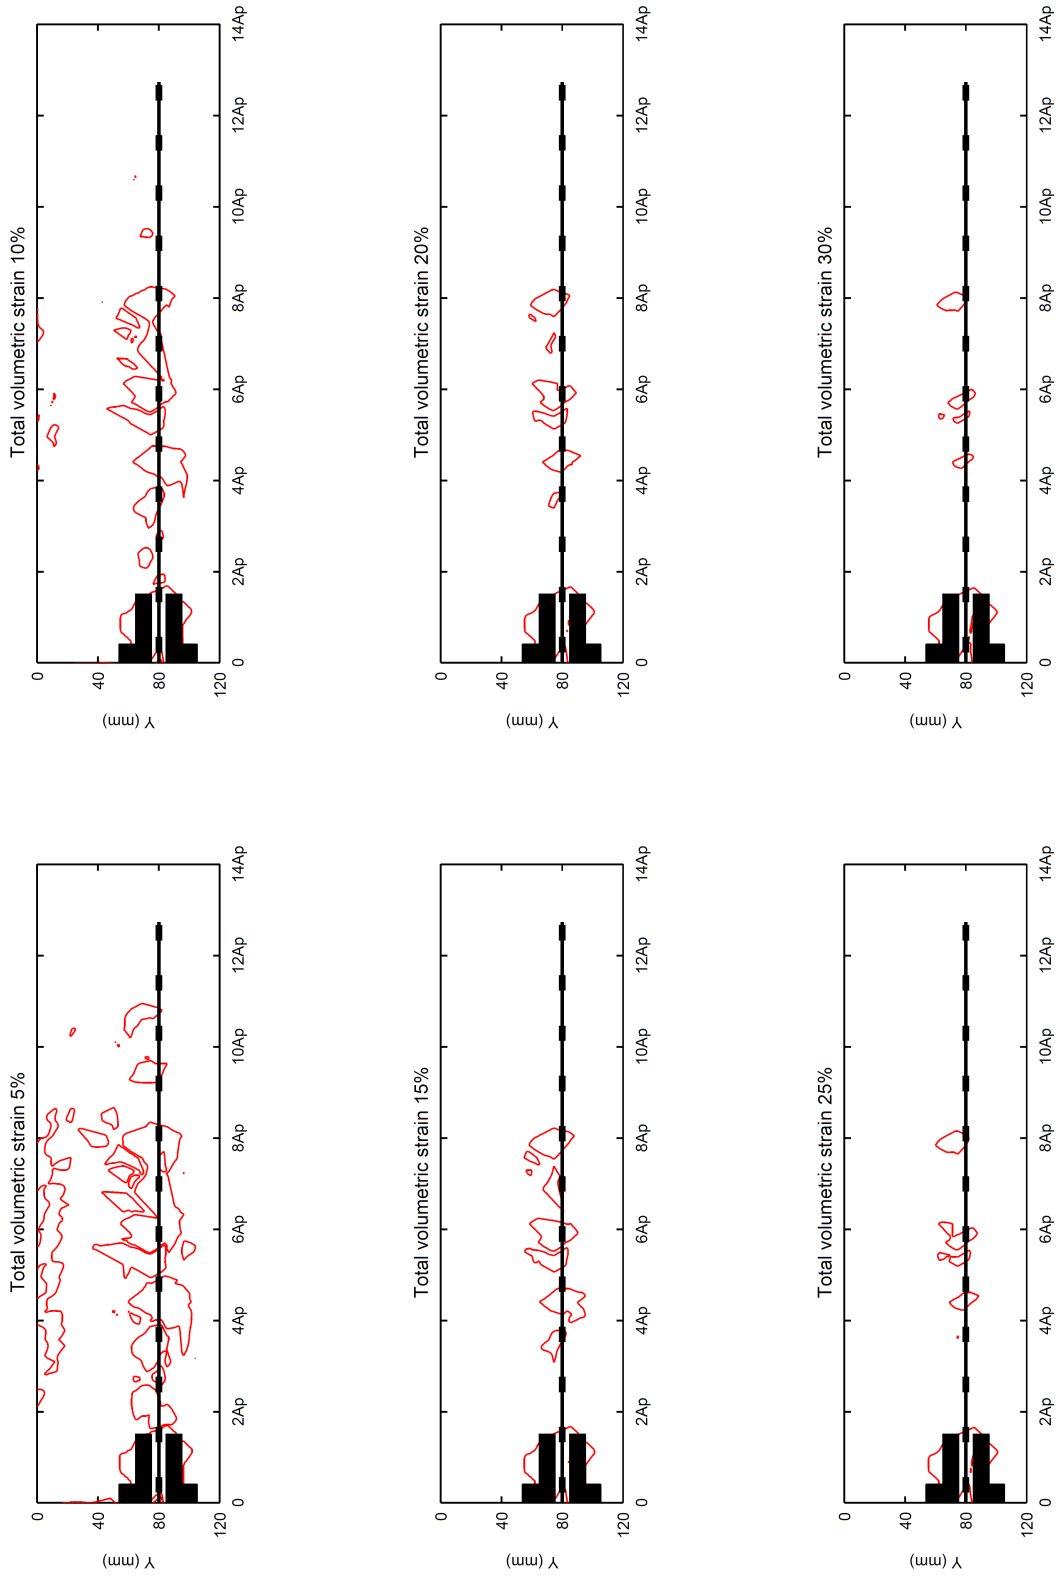 Total volumetric strain 5%
Y (mm)
0
40
80
120
0 2Ap 4Ap 6Ap 8Ap 10Ap 12Ap 14Ap
Total volumetric strain 10%
Y (mm)
0
40
80
120
0 2Ap 4Ap 6Ap 8Ap 10Ap 12Ap 14Ap
Total volumetric strain 15%
Y (mm)
0
40
80
120
0 2Ap 4Ap 6Ap 8Ap 10Ap 12Ap 14Ap
Total volumetric strain 20%
Y (mm)
0
40
80
120
0 2Ap 4Ap 6Ap 8Ap 10Ap 12Ap 14Ap
Total volumetric strain 25%
Y (mm)
0
40
80
120
0 2Ap 4Ap 6Ap 8Ap 10Ap 12Ap 14Ap
Total volumetric strain 30%
Y (mm)
0
40
80
120
0 2Ap 4Ap 6Ap 8Ap 10Ap 12Ap 14Ap